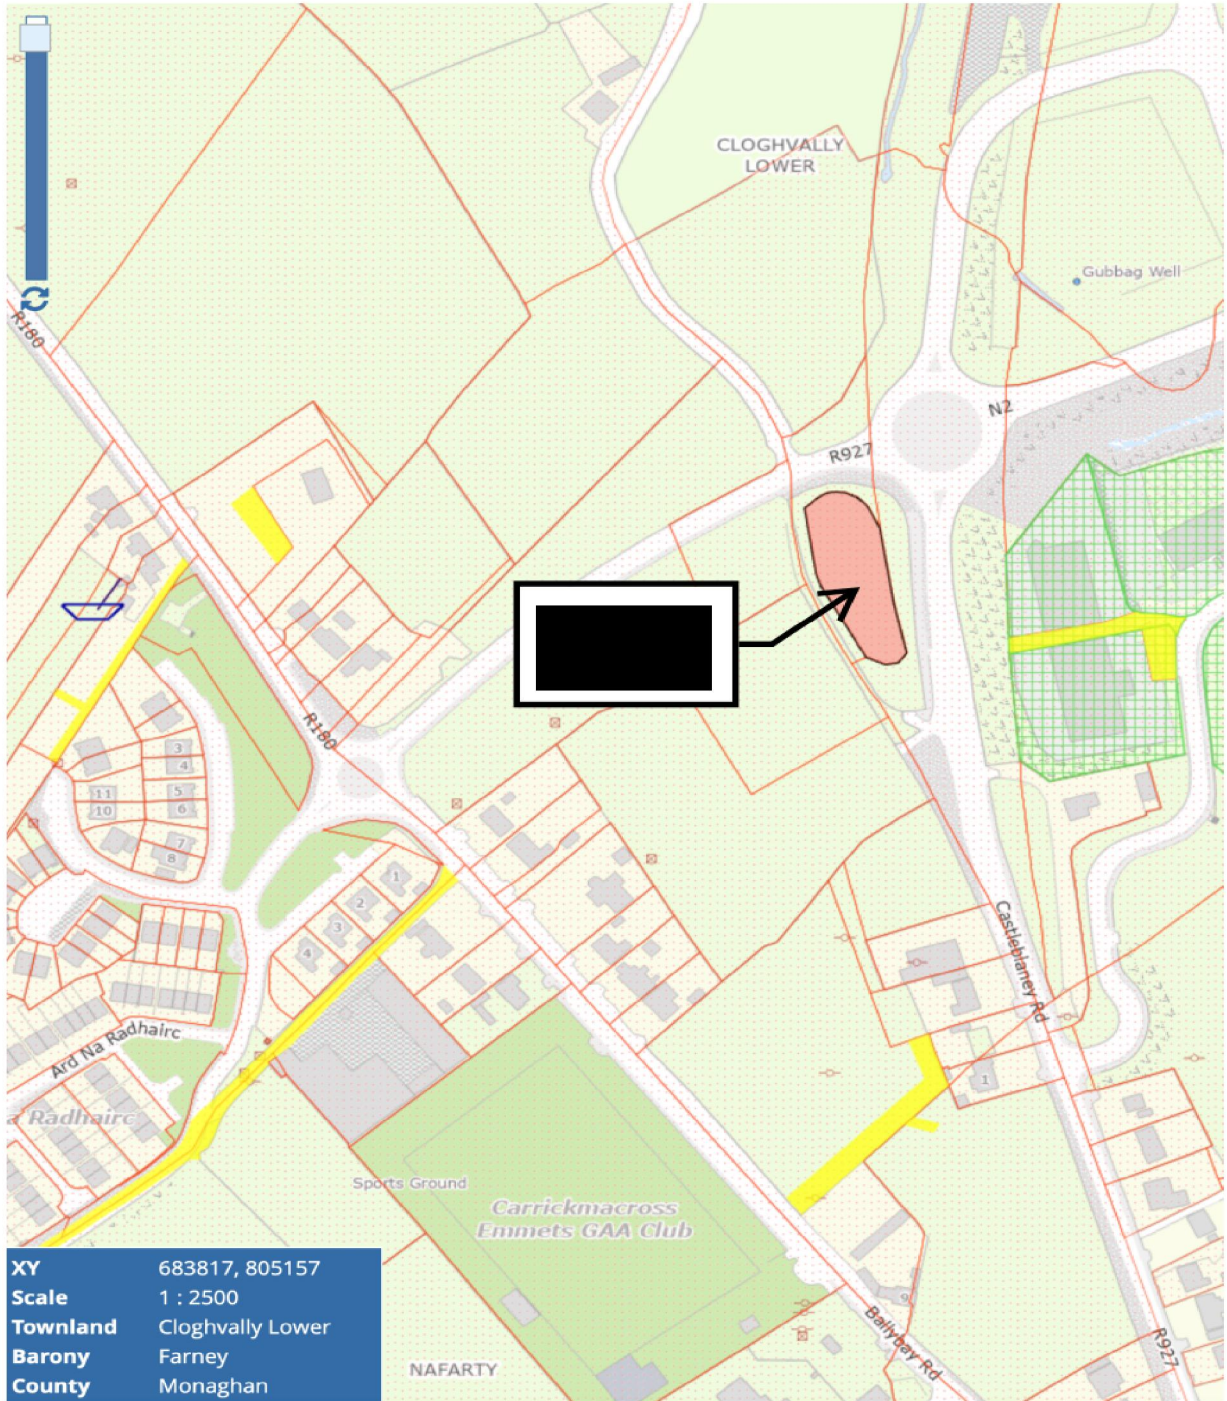 CLOGHVALLY
LOWER
Gubbag Well
R180
N2
R927
R180
3
4
5
6
11
10
7
8
1
2
3
4
Castleblaney Rd
Ard Na Radhairc
a Radhairc
1
Sports Ground
Carrickmacross
Emmets GAA Club
9
Ballybay Rd
R927
NAFARTY
XY 683817, 805157
Scale 1 : 2500
Townland Cloghvally Lower
Barony Farney
County Monaghan